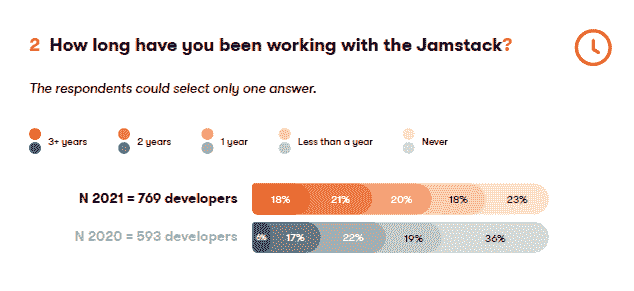 2 How long have you been working with the Jamstack?
The respondents could select only one answer.
3+ years 2 years 1 year Less than a year Never
N 2021 = 769 developers 18% 21% 20% 18% 23%
N 2020 = 593 developers 6% 17% 22% 19% 36%